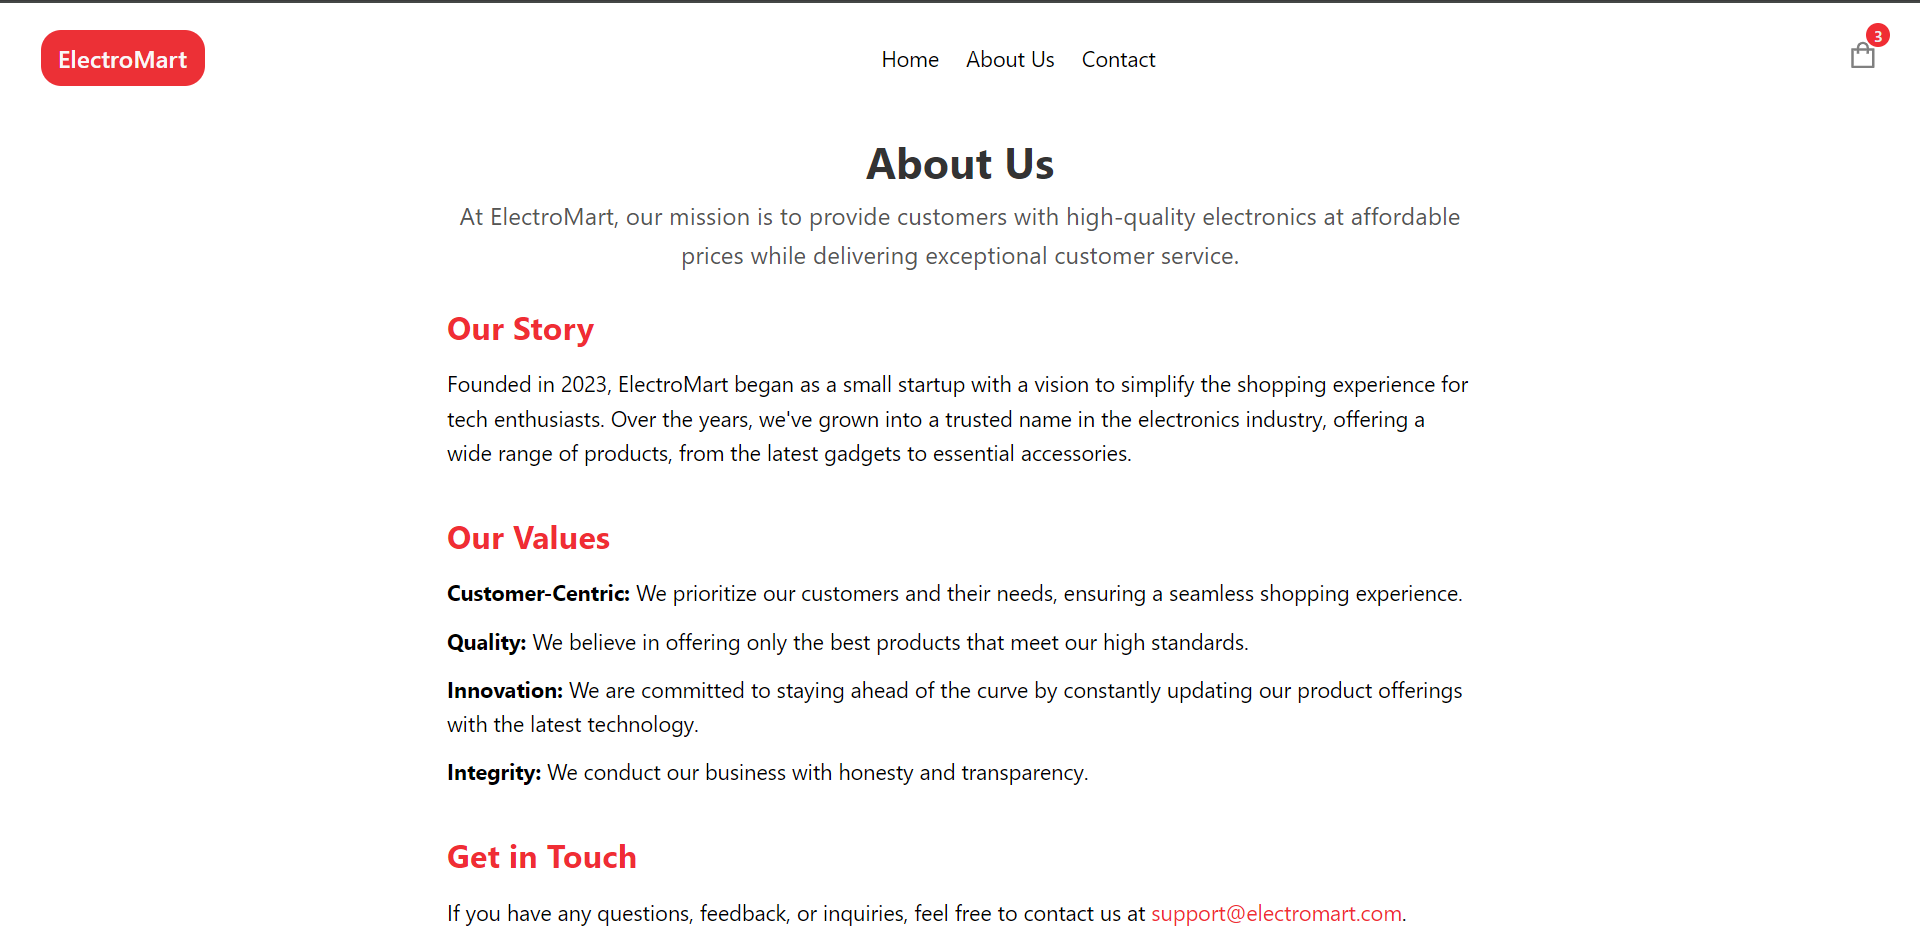 ElectroMart
Home About Us Contact
3
About Us
At ElectroMart, our mission is to provide customers with high-quality electronics at affordable
prices while delivering exceptional customer service.
Our Story
Founded in 2023, ElectroMart began as a small startup with a vision to simplify the shopping experience for
tech enthusiasts. Over the years, we've grown into a trusted name in the electronics industry, offering a
wide range of products, from the latest gadgets to essential accessories.
Our Values
Customer-Centric: We prioritize our customers and their needs, ensuring a seamless shopping experience.
Quality: We believe in offering only the best products that meet our high standards.
Innovation: We are committed to staying ahead of the curve by constantly updating our product offerings
with the latest technology.
Integrity: We conduct our business with honesty and transparency.
Get in Touch
If you have any questions, feedback, or inquiries, feel free to contact us at support@electromart.com.